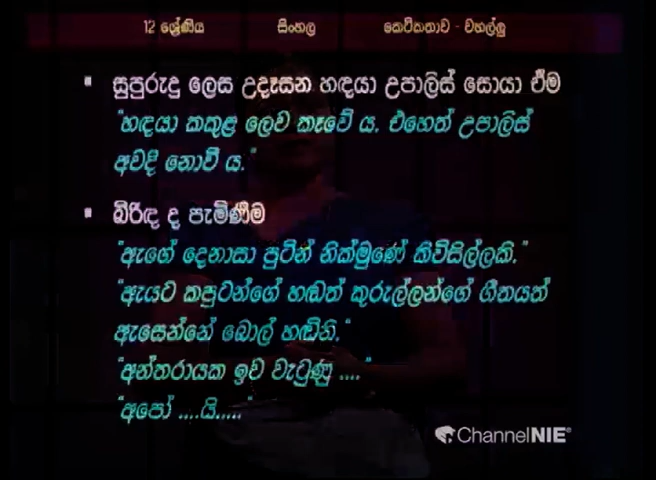 12 ශ්‍රේණිය සිංහල කෙටිකතාව - වහල්ලු
▪ සුපුරුදු ලෙස උදෑසන හඳයා උපාලිස් සොයා ඒම
“හඳයා කකුළ ලෙව කෑවේ ය. එහෙත් උපාලිස්
අවදි නොවී ය.”
▪ බිරිඳ ද පැමිණීම
“ඇගේ දෙනාසා පුටින් නික්මුණේ කිවිසිල්ලකි.”
“ඇයට කපුටන්ගේ හඬත් කුරුල්ලන්ගේ ගීතයත්
ඇසෙන්නේ බොල් හඬිනි.“
“අන්තරායක ඉව වැටුණු ....”
“අපෝ ....යි.....“
ChannelNIE